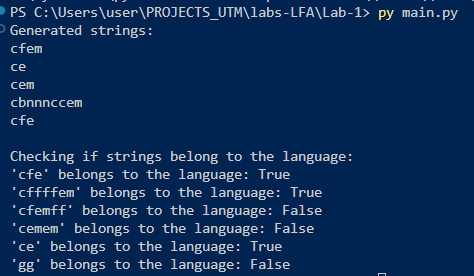 PS C:\Users\user\PROJECTS_UTM\labs-LFA\Lab-1> py main.py
Generated strings:
cfem
ce
cem
cbnnnccem
cfe

Checking if strings belong to the language:
'cfe' belongs to the language: True
'cffffem' belongs to the language: True
'cfemff' belongs to the language: False
'cemem' belongs to the language: False
'ce' belongs to the language: True
'gg' belongs to the language: False